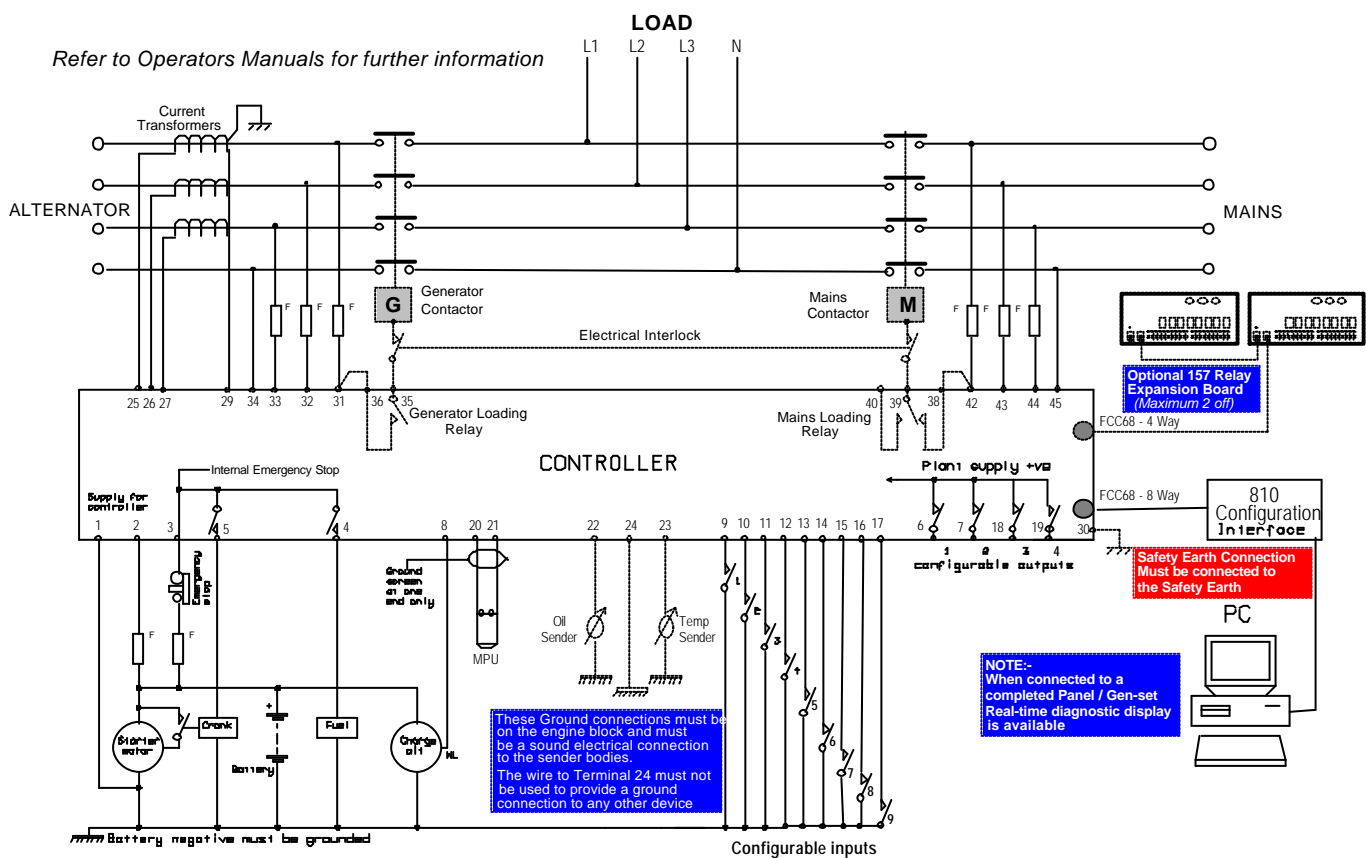 LOAD
Refer to Operators Manuals for further information
L1 L2 L3 N
Current
Transformers
ALTERNATOR
MAINS
G
Generator
Contactor
Mains
Contactor
M
F F F
F F F
Electrical Interlock
Optional 157 Relay
Expansion Board
(Maximum 2 off)
25 26 27 29 34 33 32 31 36 35 40 39 38 42 43 44 45
Generator Loading
Relay
Mains Loading
Relay
FCC68 - 4 Way
CONTROLLER
Internal Emergency Stop
Plant supply +ve
Supply for
controller
FCC68 - 8 Way
810
Configuration
Interface
1 2 3 5 4 8 20 21 22 24 23 9 10 11 12 13 14 15 16 17 6 7 18 19 30
1 2 3 4
configurable outputs
Safety Earth Connection
Must be connected to
the Safety Earth
Emergency
stop
Ground
screen
at one
end only
F F
MPU
Oil
Sender
Temp
Sender
1
2
3
4
5
6
7
8
9
PC
NOTE:-
When connected to a
completed Panel / Gen-set
Real-time diagnostic display
is available
Starter
motor
Crank
+
-
Battery
Fuel
Charge
alt
WL
These Ground connections must be
on the engine block and must
be a sound electrical connection
to the sender bodies.
The wire to Terminal 24 must not
be used to provide a ground
connection to any other device
Battery negative must be grounded
Configurable inputs